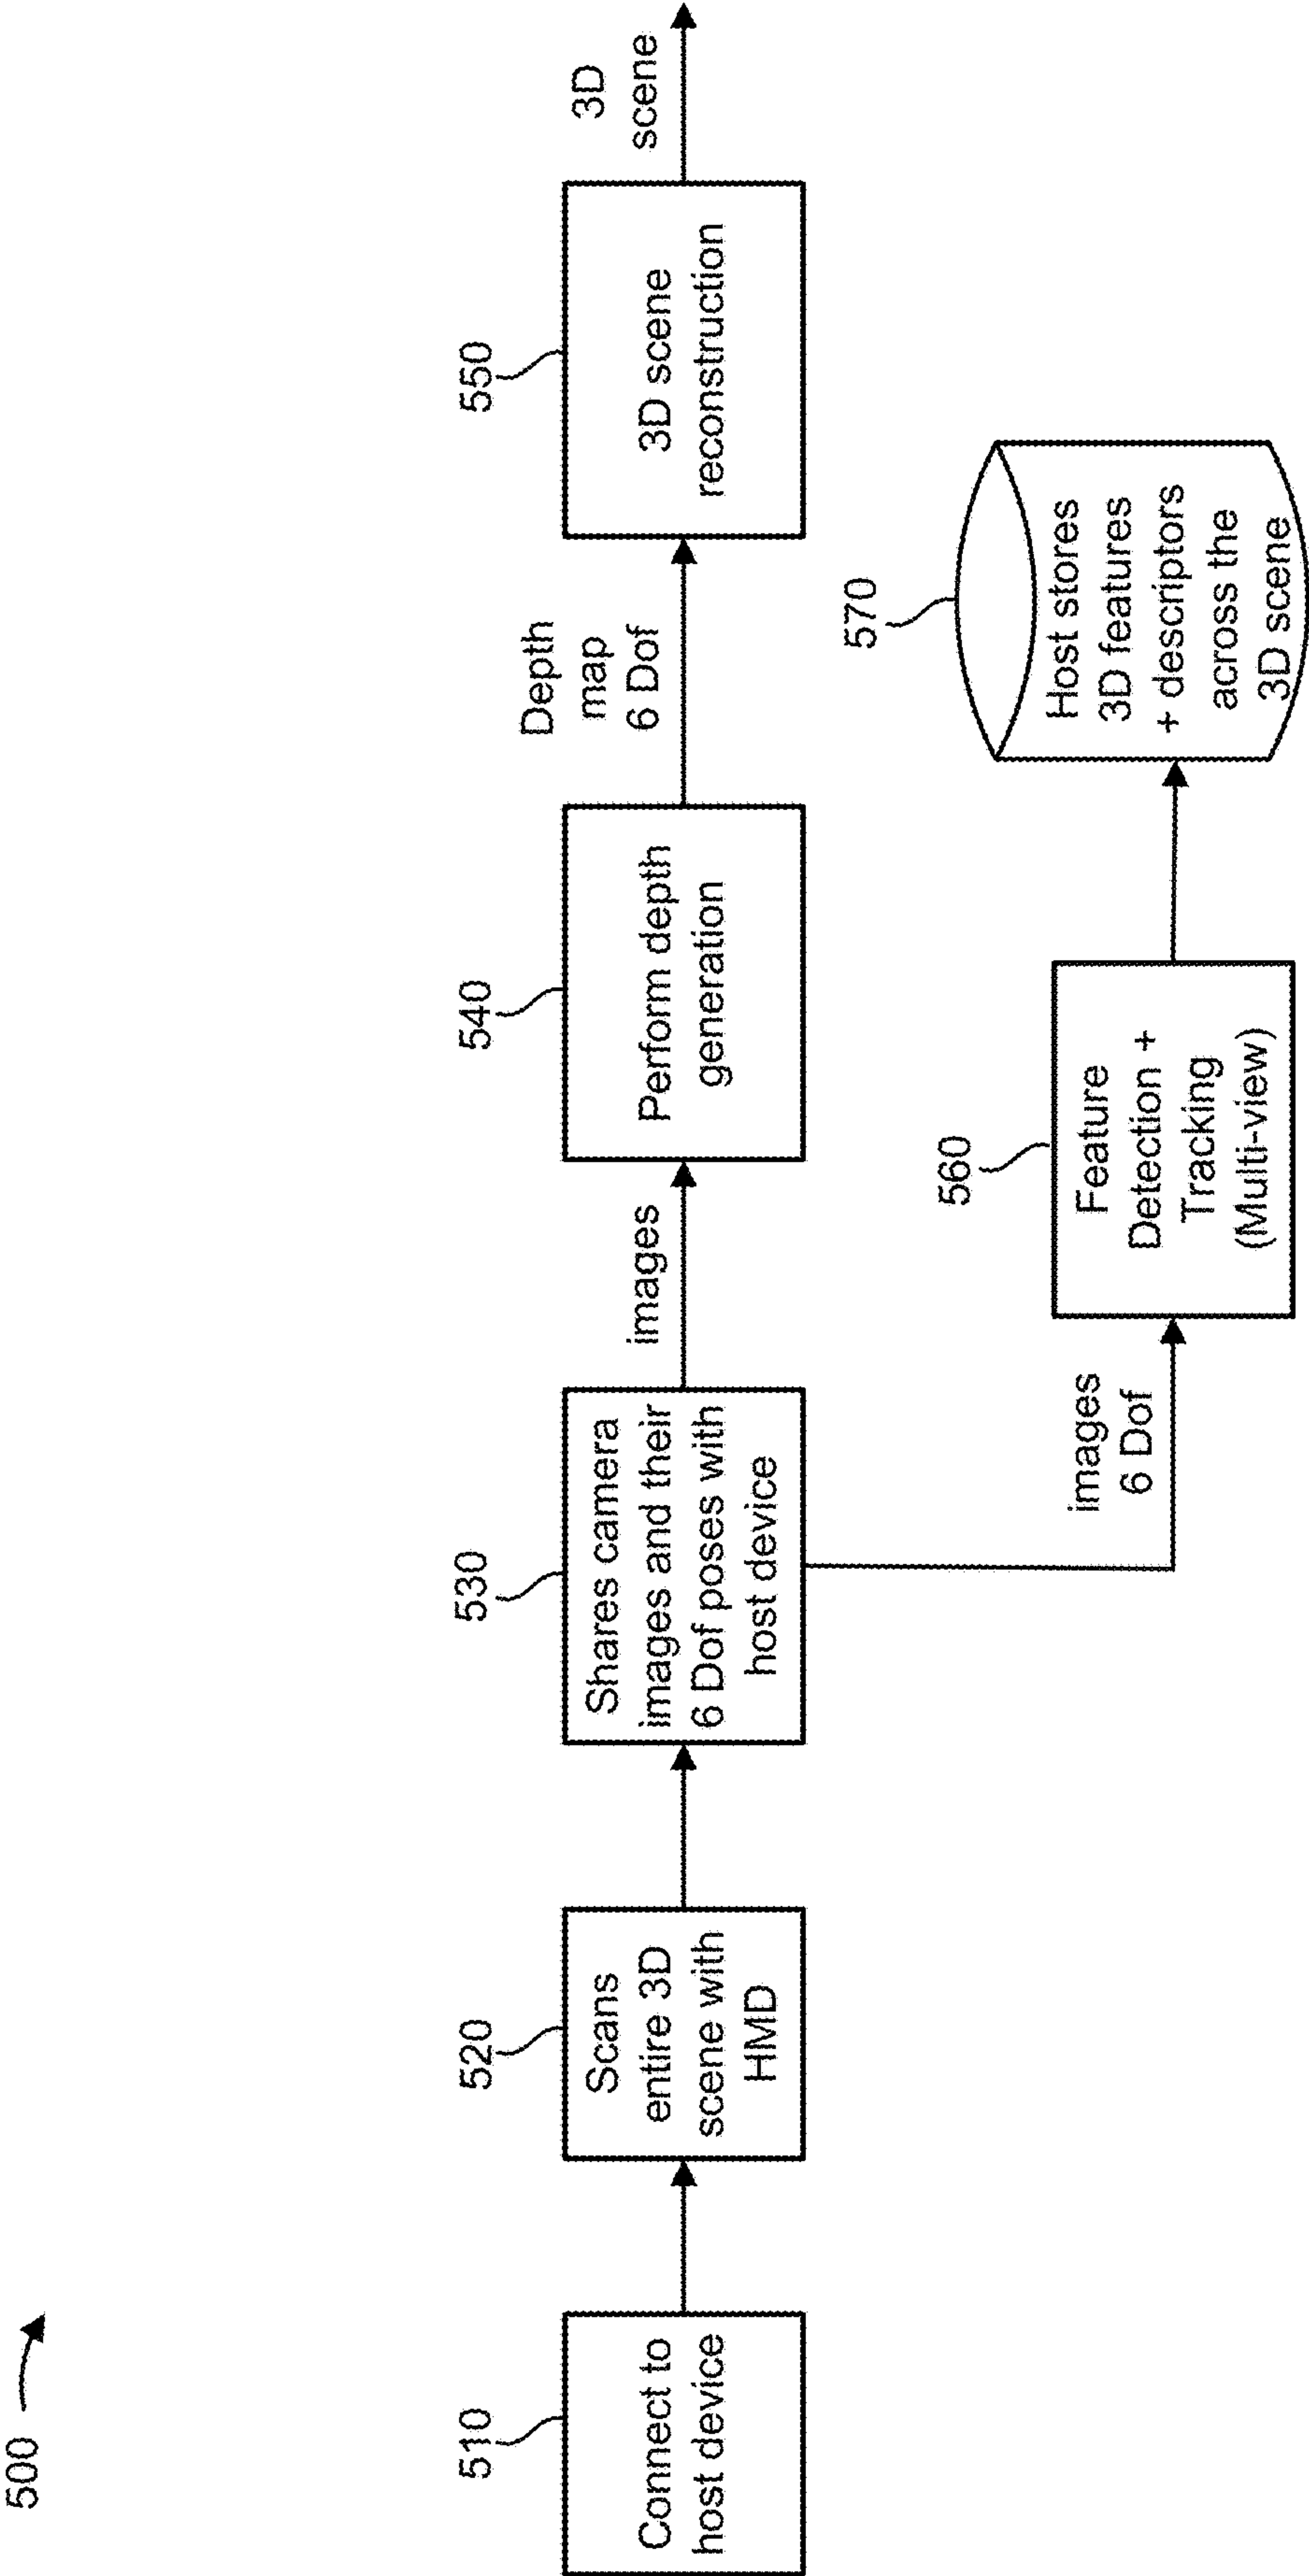 500
510
Connect to
host device
520
Scans
entire 3D
scene with
HMD
530
Shares camera
images and their
6 Dof poses with
host device
images
540
Perform depth
generation
Depth
map
6 Dof
550
3D scene
reconstruction
3D
scene
images
6 Dof
560
Feature
Detection +
Tracking
(Multi-view)
570
Host stores
3D features
+ descriptors
across the
3D scene